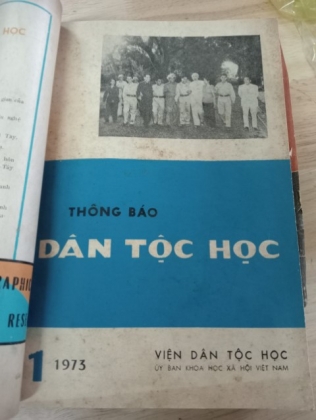 HỌC
THÔNG BÁO
DÂN TỘC HỌC
1 1973
VIỆN DÂN TỘC HỌC
ỦY BAN KHOA HỌC XÃ HỘI VIỆT NAM